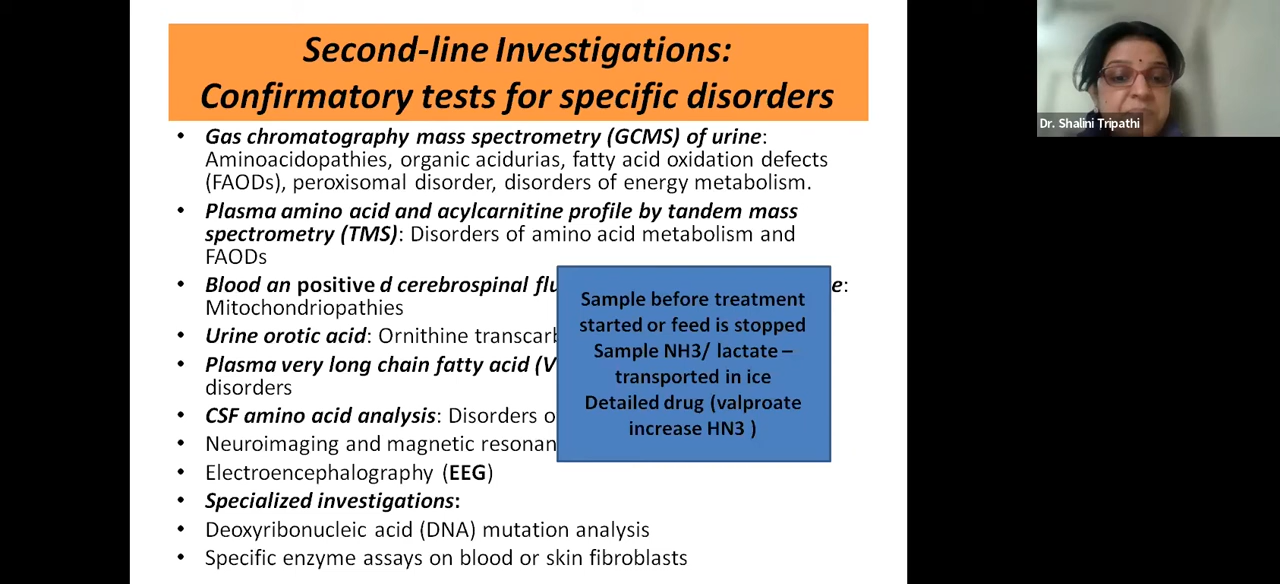 Second-line Investigations:
Confirmatory tests for specific disorders
• Gas chromatography mass spectrometry (GCMS) of urine:
Aminoacidopathies, organic acidurias, fatty acid oxidation defects
(FAODs), peroxisomal disorder, disorders of energy metabolism.
• Plasma amino acid and acylcarnitine profile by tandem mass
spectrometry (TMS): Disorders of amino acid metabolism and
FAODs
• Blood an positive d cerebrospinal e:
Mitochondriopathies
• Urine orotic acid: Ornithine
• Plasma very long chain fatty acid
disorders
• CSF amino acid analysis: Disorders
• Neuroimaging and magnetic
• Electroencephalography (EEG)
• Specialized investigations:
• Deoxyribonucleic acid (DNA) mutation analysis
• Specific enzyme assays on blood or skin fibroblasts
Sample before treatment
started or feed is stopped
Sample NH3/ lactate –
transported in ice
Detailed drug (valproate
increase HN3 )
Dr. Shalini Tripathi